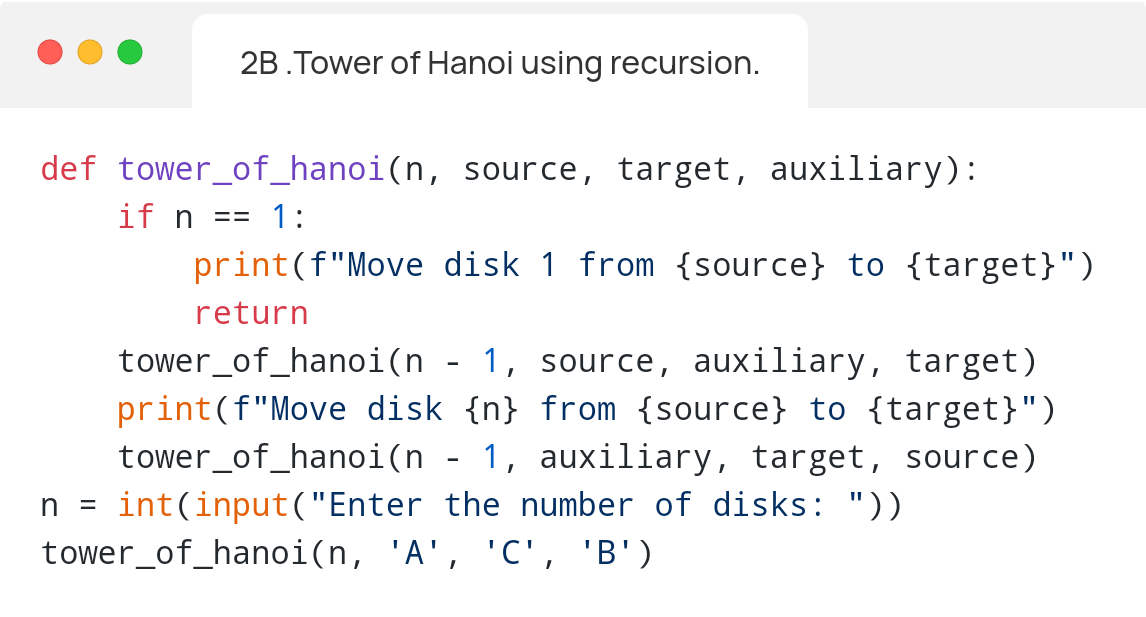 2B .Tower of Hanoi using recursion.
def tower_of_hanoi(n, source, target, auxiliary):
    if n == 1:
        print(f"Move disk 1 from {source} to {target}")
        return
    tower_of_hanoi(n - 1, source, auxiliary, target)
    print(f"Move disk {n} from {source} to {target}")
    tower_of_hanoi(n - 1, auxiliary, target, source)
n = int(input("Enter the number of disks: "))
tower_of_hanoi(n, 'A', 'C', 'B')